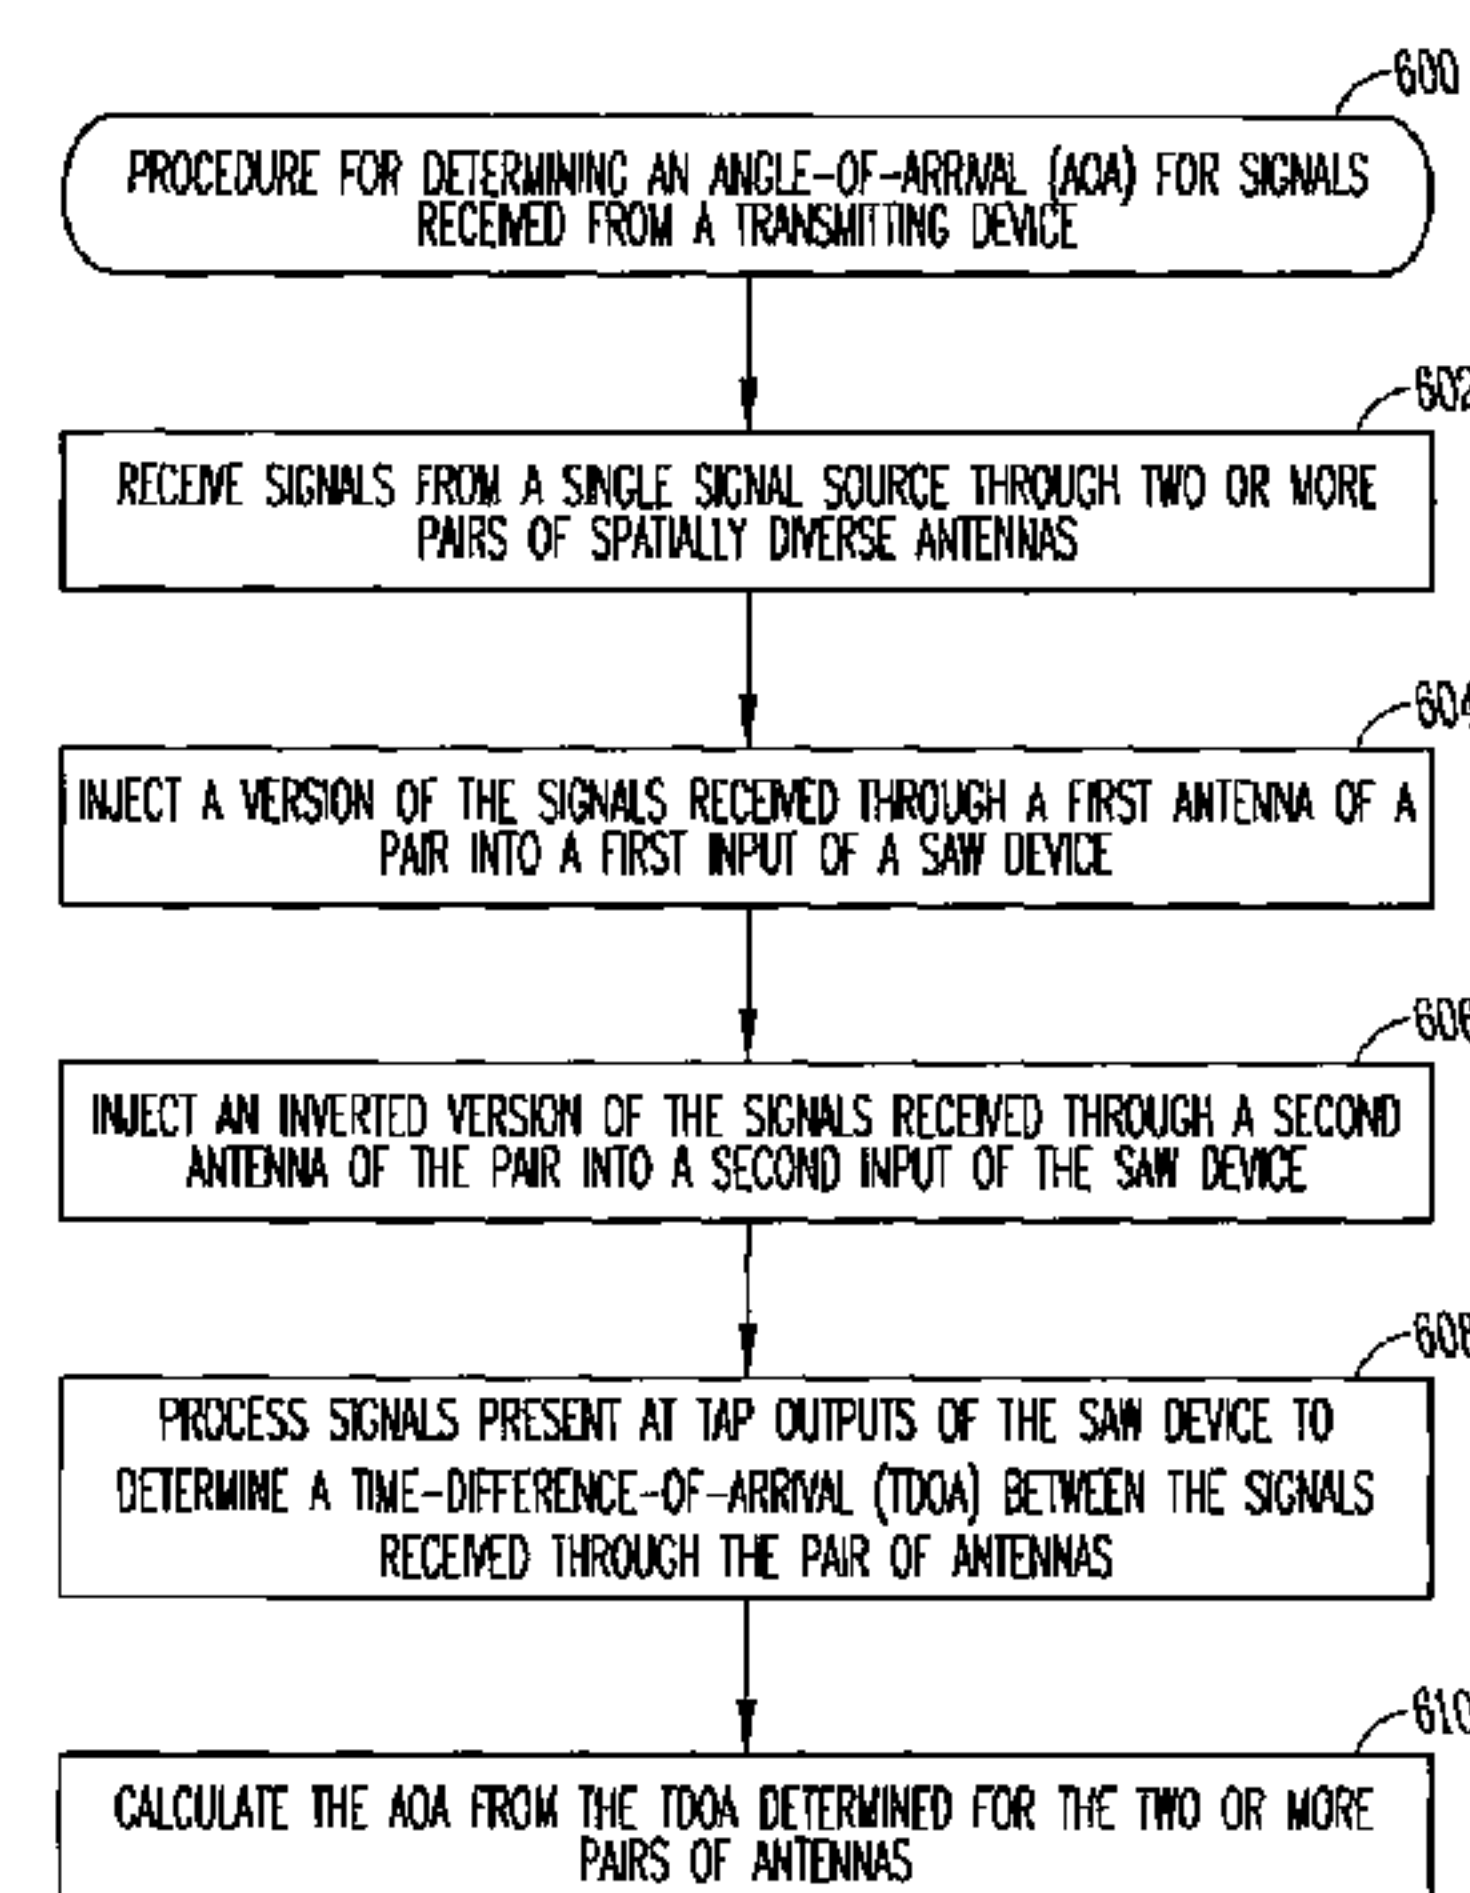 600
PROCEDURE FOR DETERMINING AN ANGLE-OF-ARRIVAL (AOA) FOR SIGNALS
RECEIVED FROM A TRANSMITTING DEVICE
602
RECEIVE SIGNALS FROM A SINGLE SIGNAL SOURCE THROUGH TWO OR MORE
PAIRS OF SPATIALLY DIVERSE ANTENNAS
604
INJECT A VERSION OF THE SIGNALS RECEIVED THROUGH A FIRST ANTENNA OF A
PAIR INTO A FIRST INPUT OF A SAW DEVICE
606
INJECT AN INVERTED VERSION OF THE SIGNALS RECEIVED THROUGH A SECOND
ANTENNA OF THE PAIR INTO A SECOND INPUT OF THE SAW DEVICE
608
PROCESS SIGNALS PRESENT AT TAP OUTPUTS OF THE SAW DEVICE TO
DETERMINE A TIME-DIFFERENCE-OF-ARRIVAL (TDOA) BETWEEN THE SIGNALS
RECEIVED THROUGH THE PAIR OF ANTENNAS
610
CALCULATE THE AOA FROM THE TDOA DETERMINED FOR THE TWO OR MORE
PAIRS OF ANTENNAS